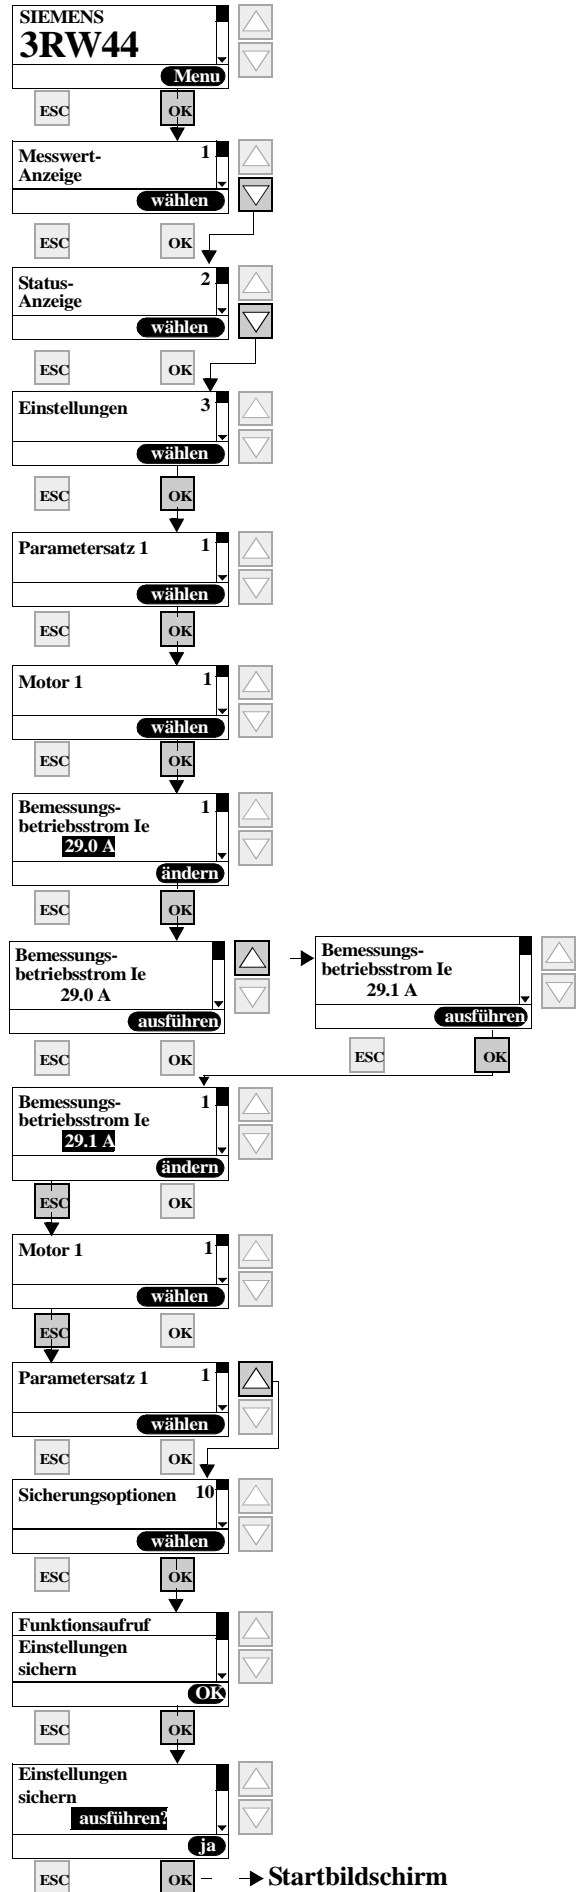 SIEMENS
3RW44
Menu
ESC OK
Messwert- 1
Anzeige
wählen
ESC OK
Status- 2
Anzeige
wählen
ESC OK
Einstellungen 3
wählen
ESC OK
Parametersatz 1 1
wählen
ESC OK
Motor 1 1
wählen
ESC OK
Bemessungs- 1
betriebsstrom Ie
29.0 A
ändern
ESC OK
Bemessungs-
betriebsstrom Ie
29.0 A
ausführen
ESC OK
Bemessungs-
betriebsstrom Ie
29.1 A
ausführen
ESC OK
Bemessungs- 1
betriebsstrom Ie
29.1 A
ändern
ESC OK
Motor 1 1
wählen
ESC OK
Parametersatz 1 1
wählen
ESC OK
Sicherungsoptionen 10
wählen
ESC OK
Funktionsaufruf
Einstellungen
sichern
OK
ESC OK
Einstellungen
sichern
ausführen?
ja
ESC OK Startbildschirm